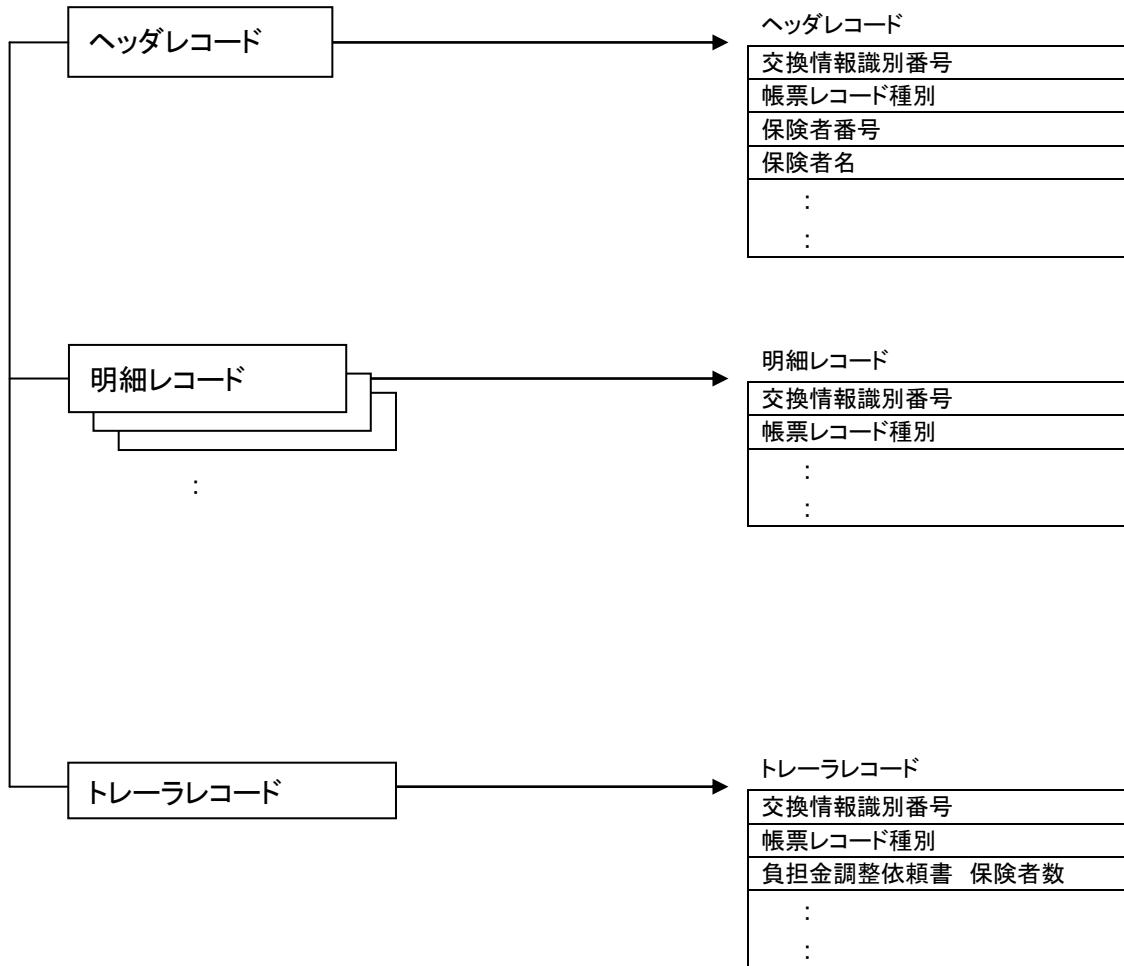 ヘッダレコード
ヘッダレコード
交換情報識別番号
帳票レコード種別
保険者番号
保険者名
:
:
明細レコード
:
明細レコード
交換情報識別番号
帳票レコード種別
:
:
トレーラレコード
トレーラレコード
交換情報識別番号
帳票レコード種別
負担金調整依頼書　保険者数
:
: